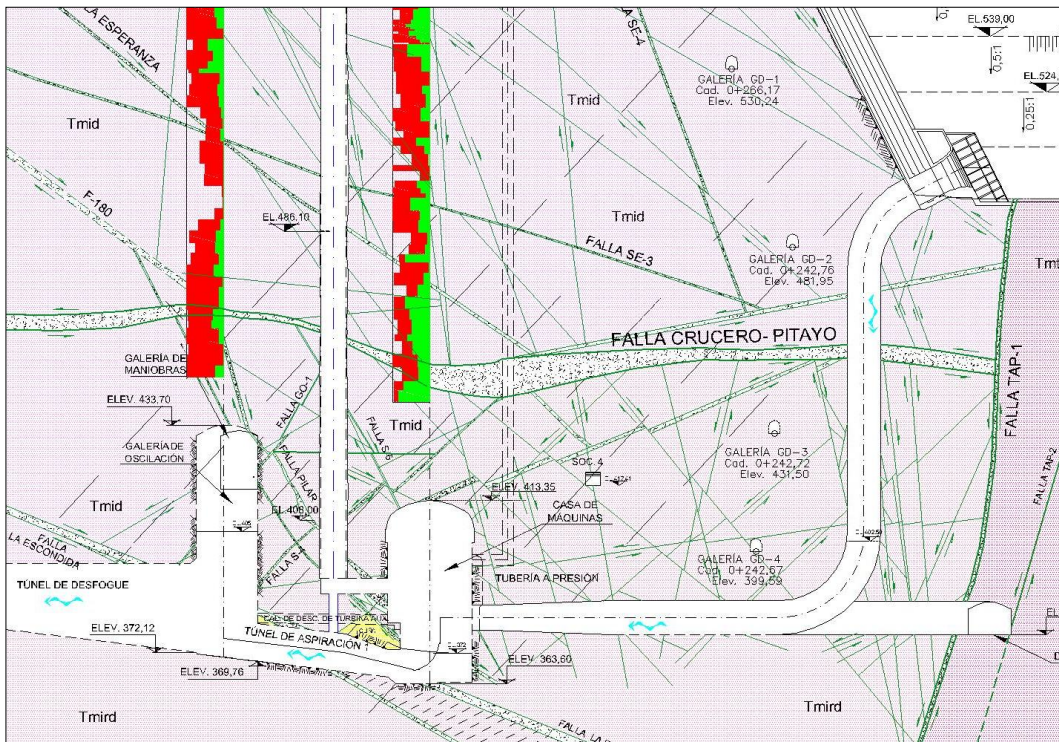 LA ESPERANZA
FALLA SE-4
EL.539,00
0,5:1
EL.524,
0,25:1
GALERÍA GD-1
Cad. 0+266,17
Elev. 530,24
Tmid
Tmid
F-180
EL.486,10
Tmid
FALLA SE-3
GALERÍA GD-2
Cad. 0+242,76
Elev. 481,95
FALLA CRUCERO- PITAYO
GALERÍA DE
MANIOBRAS
FALLA TAP-1
ELEV. 433,70
FALLA GO-1
Tmid
GALERÍA DE
OSCILACIÓN
FALLA PILAR
GALERÍA GD-3
Cad. 0+242,72
Elev. 431,50
SOC. 4
FALLA TAP-2
Tmid
EL.408,00
ELEV. 413,35
CASA DE
MÁQUINAS
FALLA
LA ESCONDIDA
GALERÍA GD-4
Cad. 0+242,67
Elev. 399,59
TÚNEL DE DESFOGUE
TUBERÍA A PRESIÓN
TÚNEL DE ASPIRACIÓN
ELEV. 372,12
ELEV. 369,76
ELEV. 363,60
Tmird
Tmird